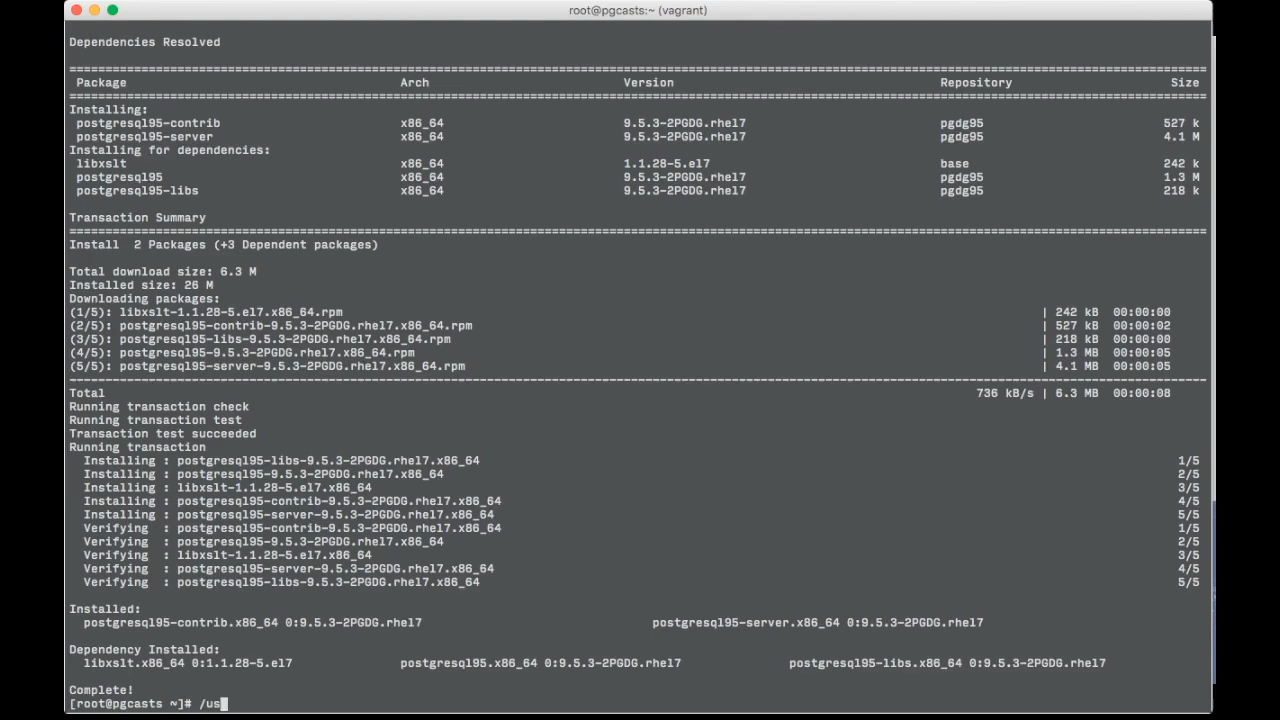 root@pgcasts:~ (vagrant)
Dependencies Resolved
================================================================================
Package Arch Version Repository Size
================================================================================
Installing:
postgresql95-contrib x86_64 9.5.3-2PGDG.rhel7 pgdg95 527 k
postgresql95-server x86_64 9.5.3-2PGDG.rhel7 pgdg95 4.1 M
Installing for dependencies:
libxslt x86_64 1.1.28-5.el7 base 242 k
postgresql95 x86_64 9.5.3-2PGDG.rhel7 pgdg95 1.3 M
postgresql95-libs x86_64 9.5.3-2PGDG.rhel7 pgdg95 218 k
Transaction Summary
================================================================================
Install 2 Packages (+3 Dependent packages)
Total download size: 6.3 M
Installed size: 26 M
Downloading packages:
(1/5): libxslt-1.1.28-5.el7.x86_64.rpm | 242 kB 00:00:00
(2/5): postgresql95-contrib-9.5.3-2PGDG.rhel7.x86_64.rpm | 527 kB 00:00:02
(3/5): postgresql95-libs-9.5.3-2PGDG.rhel7.x86_64.rpm | 218 kB 00:00:00
(4/5): postgresql95-9.5.3-2PGDG.rhel7.x86_64.rpm | 1.3 MB 00:00:05
(5/5): postgresql95-server-9.5.3-2PGDG.rhel7.x86_64.rpm | 4.1 MB 00:00:05
--------------------------------------------------------------------------------
Total 736 kB/s | 6.3 MB 00:00:08
Running transaction check
Running transaction test
Transaction test succeeded
Running transaction
Installing : postgresql95-libs-9.5.3-2PGDG.rhel7.x86_64 1/5
Installing : postgresql95-9.5.3-2PGDG.rhel7.x86_64 2/5
Installing : libxslt-1.1.28-5.el7.x86_64 3/5
Installing : postgresql95-contrib-9.5.3-2PGDG.rhel7.x86_64 4/5
Installing : postgresql95-server-9.5.3-2PGDG.rhel7.x86_64 5/5
Verifying : postgresql95-contrib-9.5.3-2PGDG.rhel7.x86_64 1/5
Verifying : postgresql95-9.5.3-2PGDG.rhel7.x86_64 2/5
Verifying : libxslt-1.1.28-5.el7.x86_64 3/5
Verifying : postgresql95-server-9.5.3-2PGDG.rhel7.x86_64 4/5
Verifying : postgresql95-libs-9.5.3-2PGDG.rhel7.x86_64 5/5
Installed:
postgresql95-contrib.x86_64 0:9.5.3-2PGDG.rhel7 postgresql95-server.x86_64 0:9.5.3-2PGDG.rhel7
Dependency Installed:
libxslt.x86_64 0:1.1.28-5.el7 postgresql95.x86_64 0:9.5.3-2PGDG.rhel7 postgresql95-libs.x86_64 0:9.5.3-2PGDG.rhel7
Complete!
[root@pgcasts ~]# /us